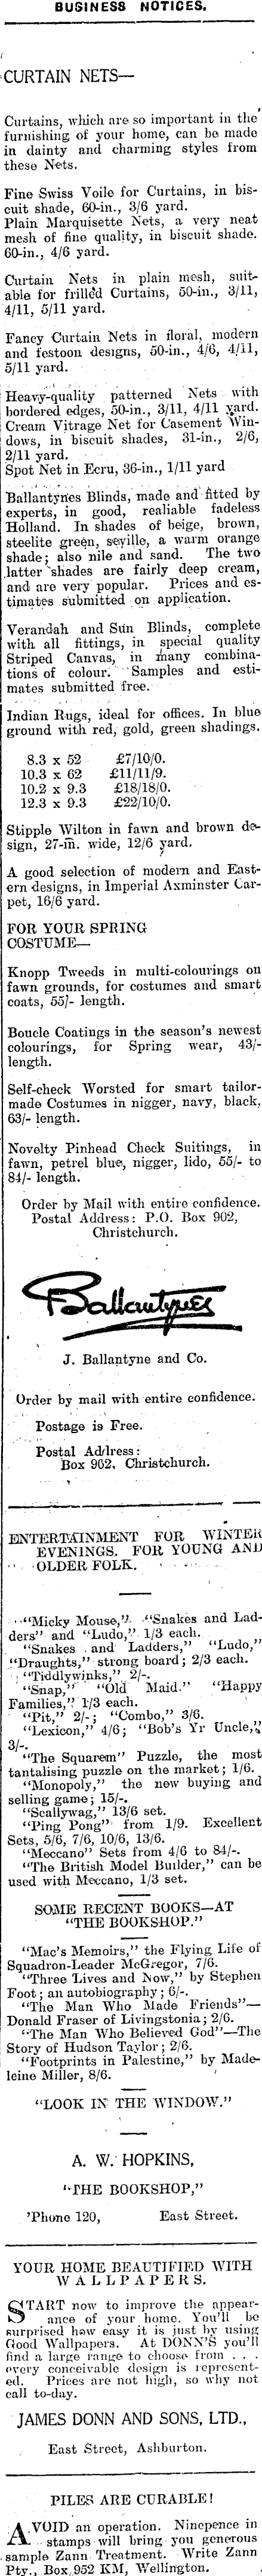 BUSINESS NOTICES.
CURTAIN NETS—
Curtains, which are so important in the
furnishing of your home, can be made
in dainty and charming styles from
these Nets.
Fine Swiss Voile for Curtains, in bis-
cuit shade, 60-in., 3/6 yard.
Plain Marquisette Nets, a very neat
mesh of fine quality, in biscuit shade.
60-in., 4/6 yard.
Curtain Nets in plain mesh, suit-
able for frilled Curtains, 50-in., 3/11,
4/11, 5/11 yard.
Fancy Curtain Nets in floral, modern
and festoon designs, 50-in., 4/6, 4/11,
5/11 yard.
Heavy-quality patterned Nets with
bordered edges, 50-in., 3/11, 4/11 yard.
Cream Vitrage Net for Casement Win-
dows, in biscuit shades, 31-in., 2/6,
2/11 yard.
Spot Net in Ecru, 36-in., 1/11 yard
Ballantynes Blinds, made and fitted by
experts, in good, realiable fadeless
Holland. In shades of beige, brown,
steelite green, seville, a warm orange
shade; also nile and sand. The two
latter shades are fairly deep cream,
and are very popular. Prices and es-
timates submitted on application.
Verandah and Sun Blinds, complete
with all fittings, in special quality
Striped Canvas, in many combina-
tions of colour. Samples and esti-
mates submitted free.
Indian Rugs, ideal for offices. In blue
ground with red, gold, green shadings.
8.3 x 52 £7/10/0.
10.3 x 62 £11/11/9.
10.2 x 9.3 £18/18/0.
12.3 x 9.3 £22/10/0.
Stipple Wilton in fawn and brown de-
sign, 27-in. wide, 12/6 yard.
A good selection of modern and East-
ern designs, in Imperial Axminster Car-
pet, 16/6 yard.
FOR YOUR SPRING
COSTUME—
Knopp Tweeds in multi-colourings on
fawn grounds, for costumes and smart
coats, 55/- length.
Boucle Coatings in the season's newest
colourings, for Spring wear, 43/-
length.
Self-check Worsted for smart tailor-
made Costumes in nigger, navy, black,
63/- length.
Novelty Pinhead Check Suitings, in
fawn, petrel blue, nigger, lido, 55/- to
84/- length.
Order by Mail with entire confidence.
Postal Address: P.O. Box 902,
Christchurch.
Ballantynes
J. Ballantyne and Co.
Order by mail with entire confidence.
Postage is Free.
Postal Address:
Box 902, Christchurch.
ENTERTAINMENT FOR WINTER
EVENINGS. FOR YOUNG AND
OLDER FOLK.
"Micky Mouse," "Snakes and Lad-
ders" and "Ludo," 1/3 each.
"Snakes and Ladders," "Ludo,"
"Draughts," strong board; 2/3 each.
"Tiddlywinks," 2/-.
"Snap," "Old Maid." "Happy
Families," 1/3 each.
"Pit," 2/-; "Combo," 3/6.
"Lexicon," 4/6; "Bob's Yr Uncle,"
3/-.
"The Squarem" Puzzle, the most
tantalising puzzle on the market; 1/6.
"Monopoly," the new buying and
selling game; 15/-.
"Scallywag," 13/6 set.
"Ping Pong" from 1/9. Excellent
Sets, 5/6, 7/6, 10/6, 13/6.
"Meccano" Sets from 4/6 to 84/-.
"The British Model Builder," can be
used with Meccano, 1/3 set.
SOME RECENT BOOKS—AT
"THE BOOKSHOP."
"Mac's Memoirs," the Flying Life of
Squadron-Leader McGregor, 7/6.
"Three Lives and Now," by Stephen
Foot; an autobiography; 6/-.
"The Man Who Made Friends"—
Donald Fraser of Livingstonia; 2/6.
"The Man Who Believed God"—The
Story of Hudson Taylor; 2/6.
"Footprints in Palestine," by Made-
leine Miller, 8/6.
"LOOK IN THE WINDOW."
A. W. HOPKINS,
"THE BOOKSHOP,"
'Phone 120, East Street.
YOUR HOME BEAUTIFIED WITH
WALLPAPERS.
START now to improve the appear-
ance of your home. You'll be
surprised how easy it is just by using
Good Wallpapers. At DONN'S you'll
find a large range to choose from . . .
every conceivable design is represent-
ed. Prices are not high, so why not
call to-day.
JAMES DONN AND SONS, LTD.,
East Street, Ashburton.
PILES ARE CURABLE!
AVOID an operation. Ninepence in
stamps will bring you generous
sample Zann Treatment. Write Zann
Pty., Box 952 KM, Wellington.